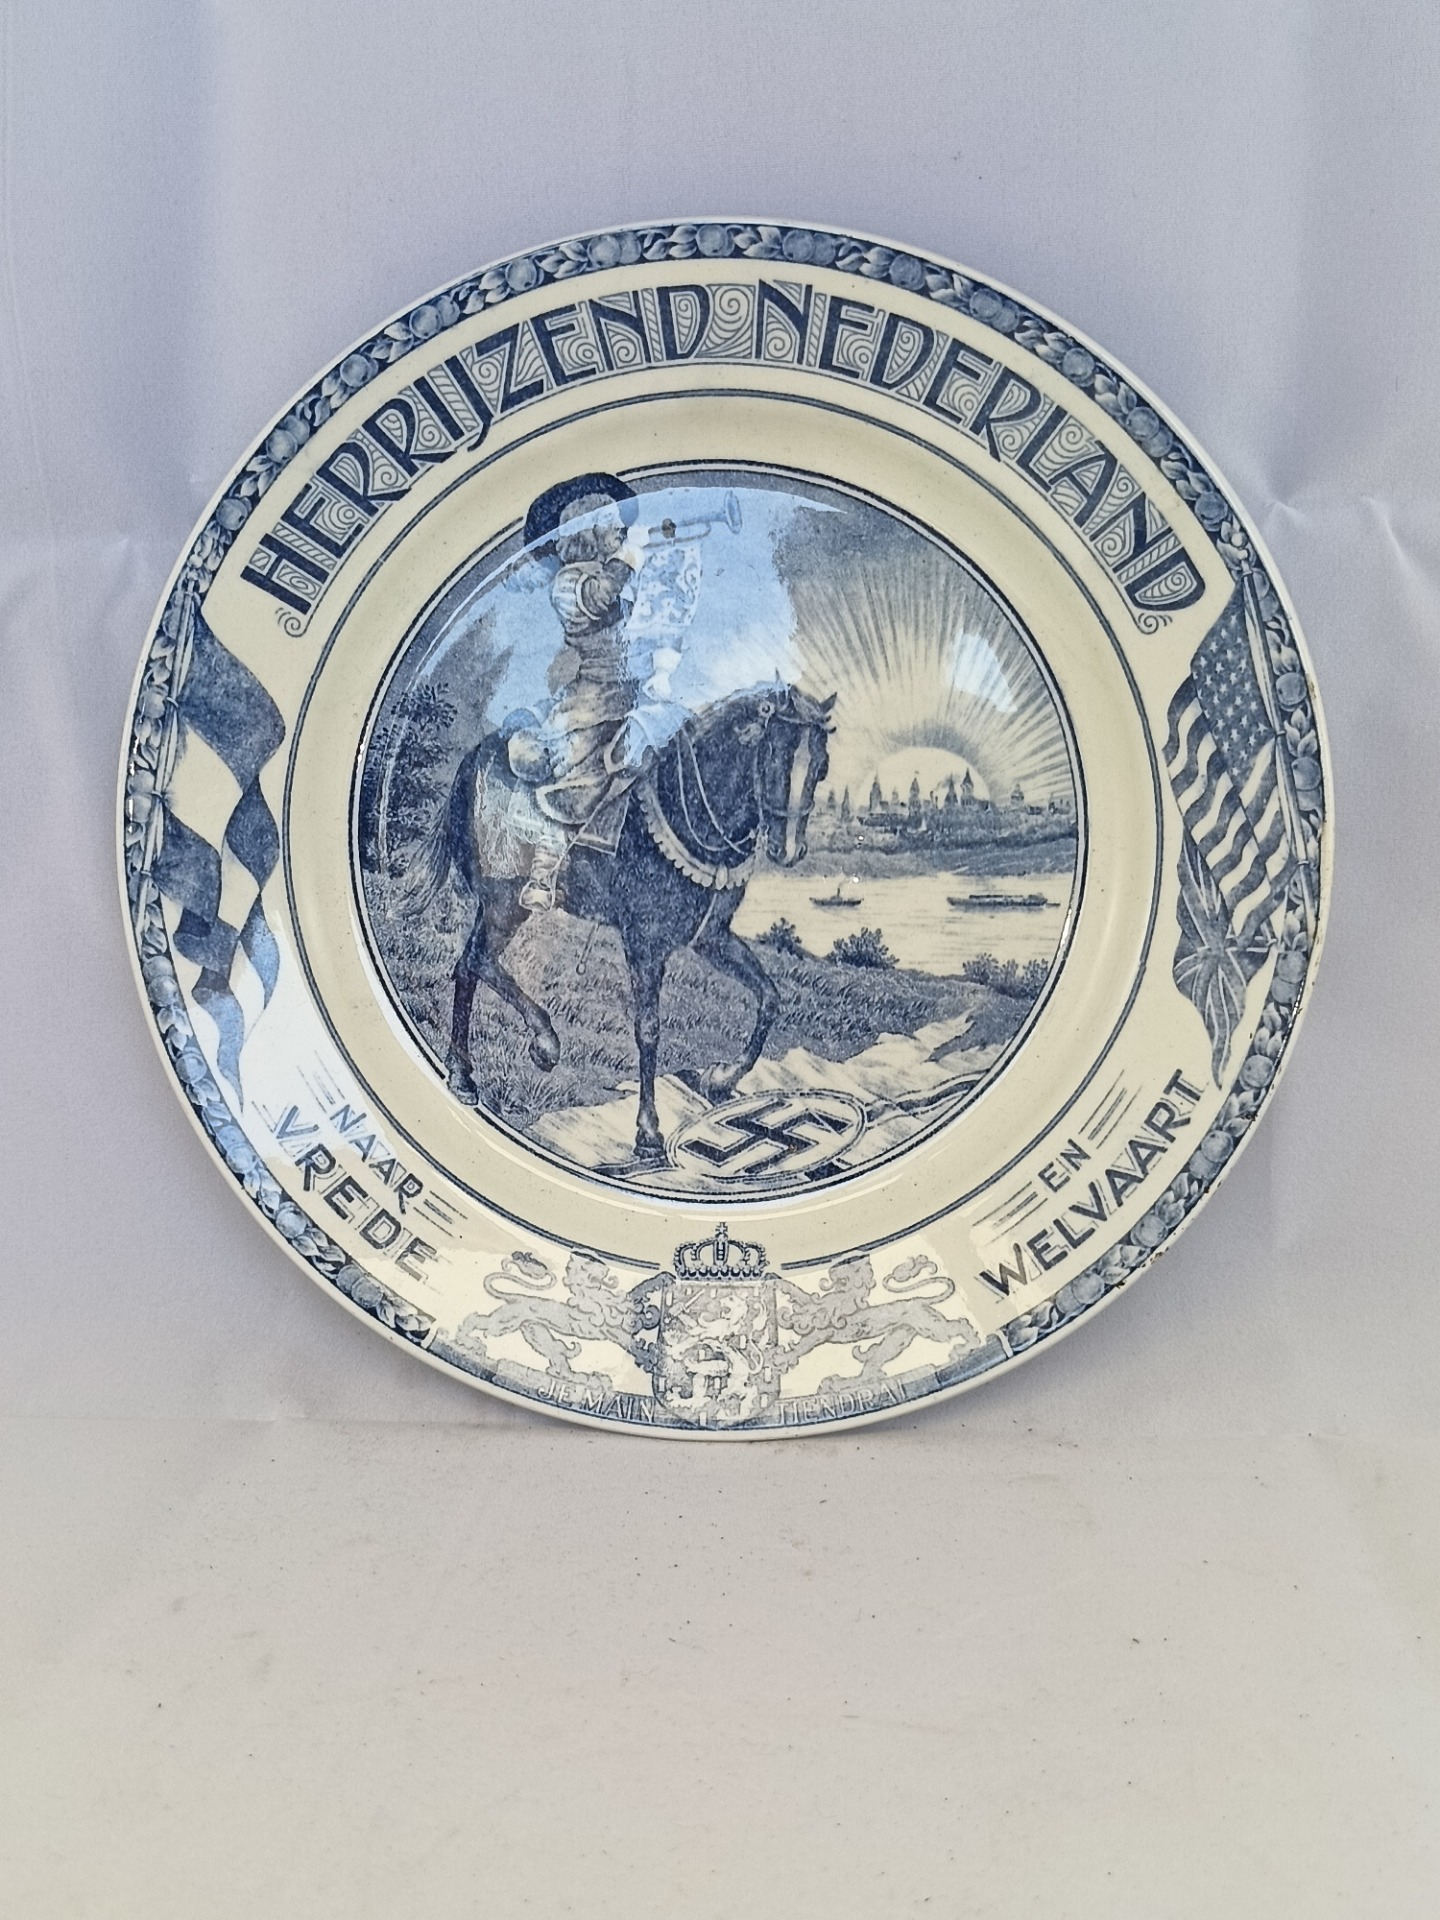 HERRIJZEND NEDERLAND
NAAR
VREDE
EN
WELVAART
JE MAIN-TIENDRAI